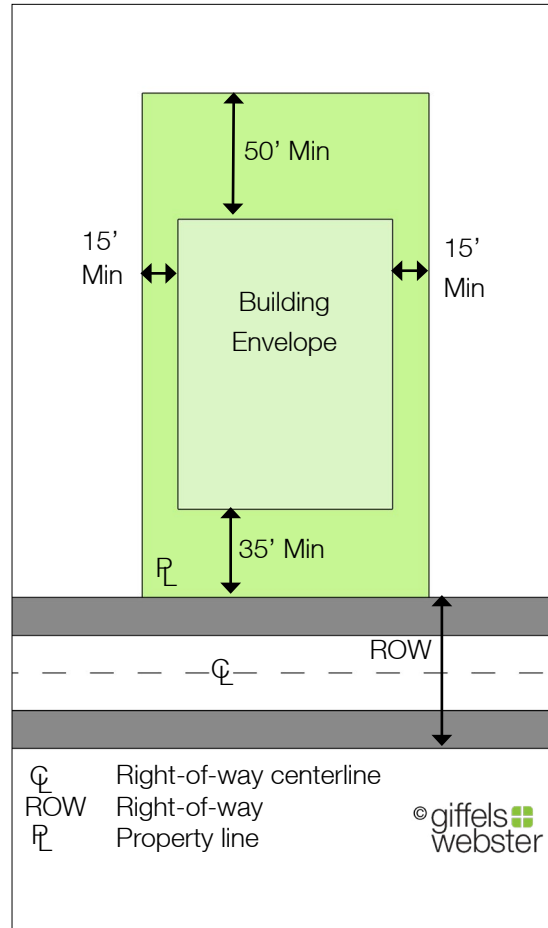 50’ Min
15’
Min
15’
Min
Building
Envelope
35’ Min
PL
ROW
CL
CL Right-of-way centerline
ROW Right-of-way
PL Property line
© giffels
webster